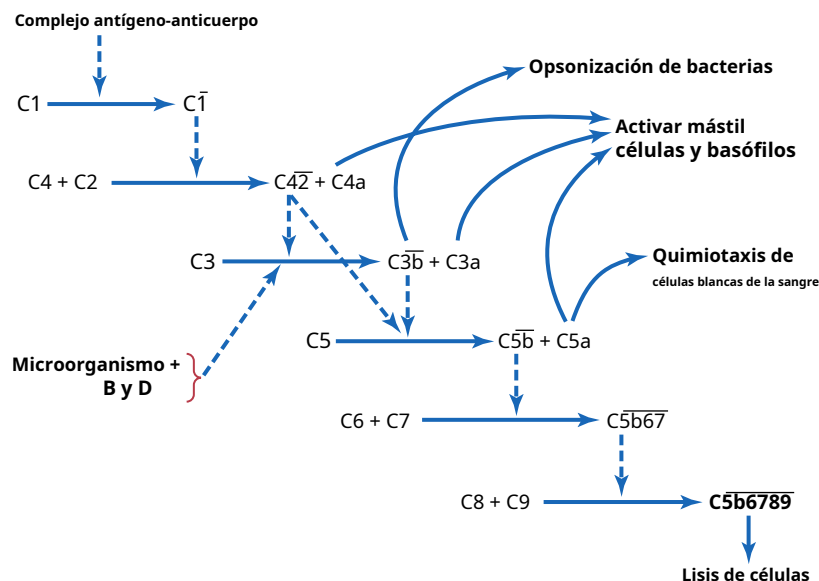 Complejo antígeno-anticuerpo
Opsonización de bacterias
C1
C1̅
Activar mástil
células y basófilos
C4 + C2
C4̅2̅ + C4a
C3
C3̅b̅ + C3a
Quimiotaxis de
células blancas de la sangre
C5
C5̅b̅ + C5a
Microorganismo +
B y D
C6 + C7
C5̅b̅6̅7̅
C8 + C9
C5̅b̅6̅7̅8̅9̅
Lisis de células